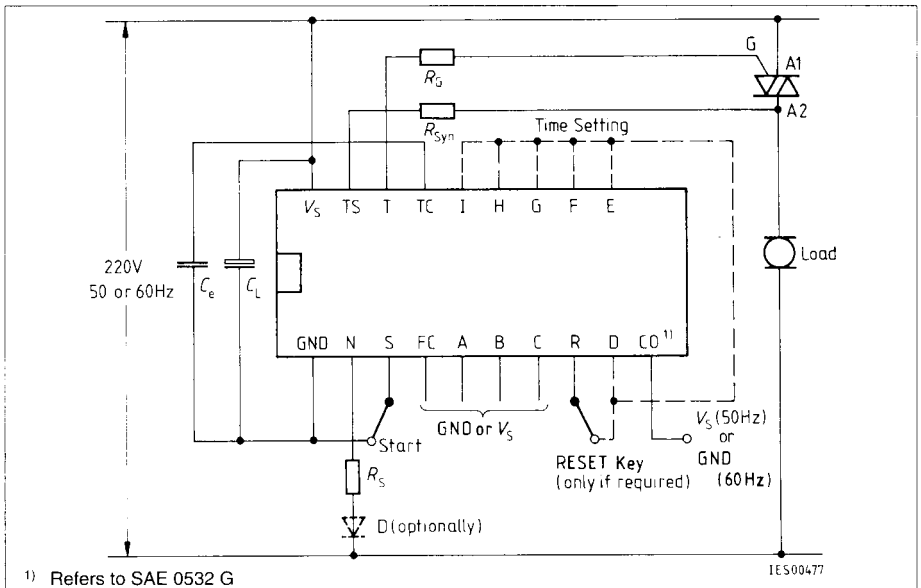 G
A1
R_G
A2
R_Syn
Time Setting
V_S TS T TC I H G F E
220V
50 or 60Hz
C_e
C_L
Load
GND N S FC A B C R D CO 1)
GND or V_S
Start
V_S (50Hz)
or
GND
(60Hz)
RESET Key
(only if required)
R_S
D(optionally)
IES00477
1) Refers to SAE 0532 G